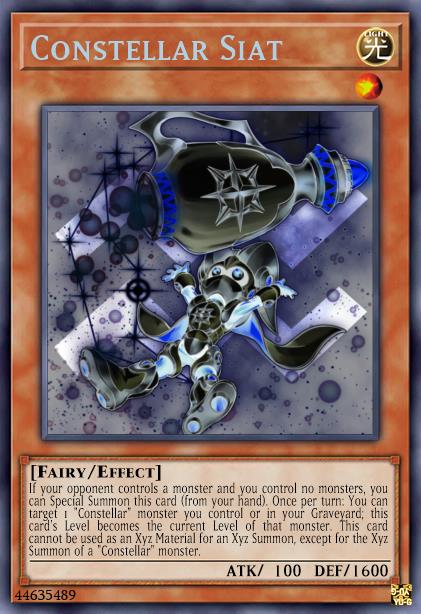 CONSTELLAR SIAT
LIGHT
光
[FAIRY/EFFECT]
If your opponent controls a monster and you control no monsters, you
can Special Summon this card (from your hand). Once per turn: You can
target 1 "Constellar" monster you control or in your Graveyard; this
card's Level becomes the current Level of that monster. This card
cannot be used as an Xyz Material for an Xyz Summon, except for the Xyz
Summon of a "Constellar" monster.
ATK/ 100 DEF/1600
44635489